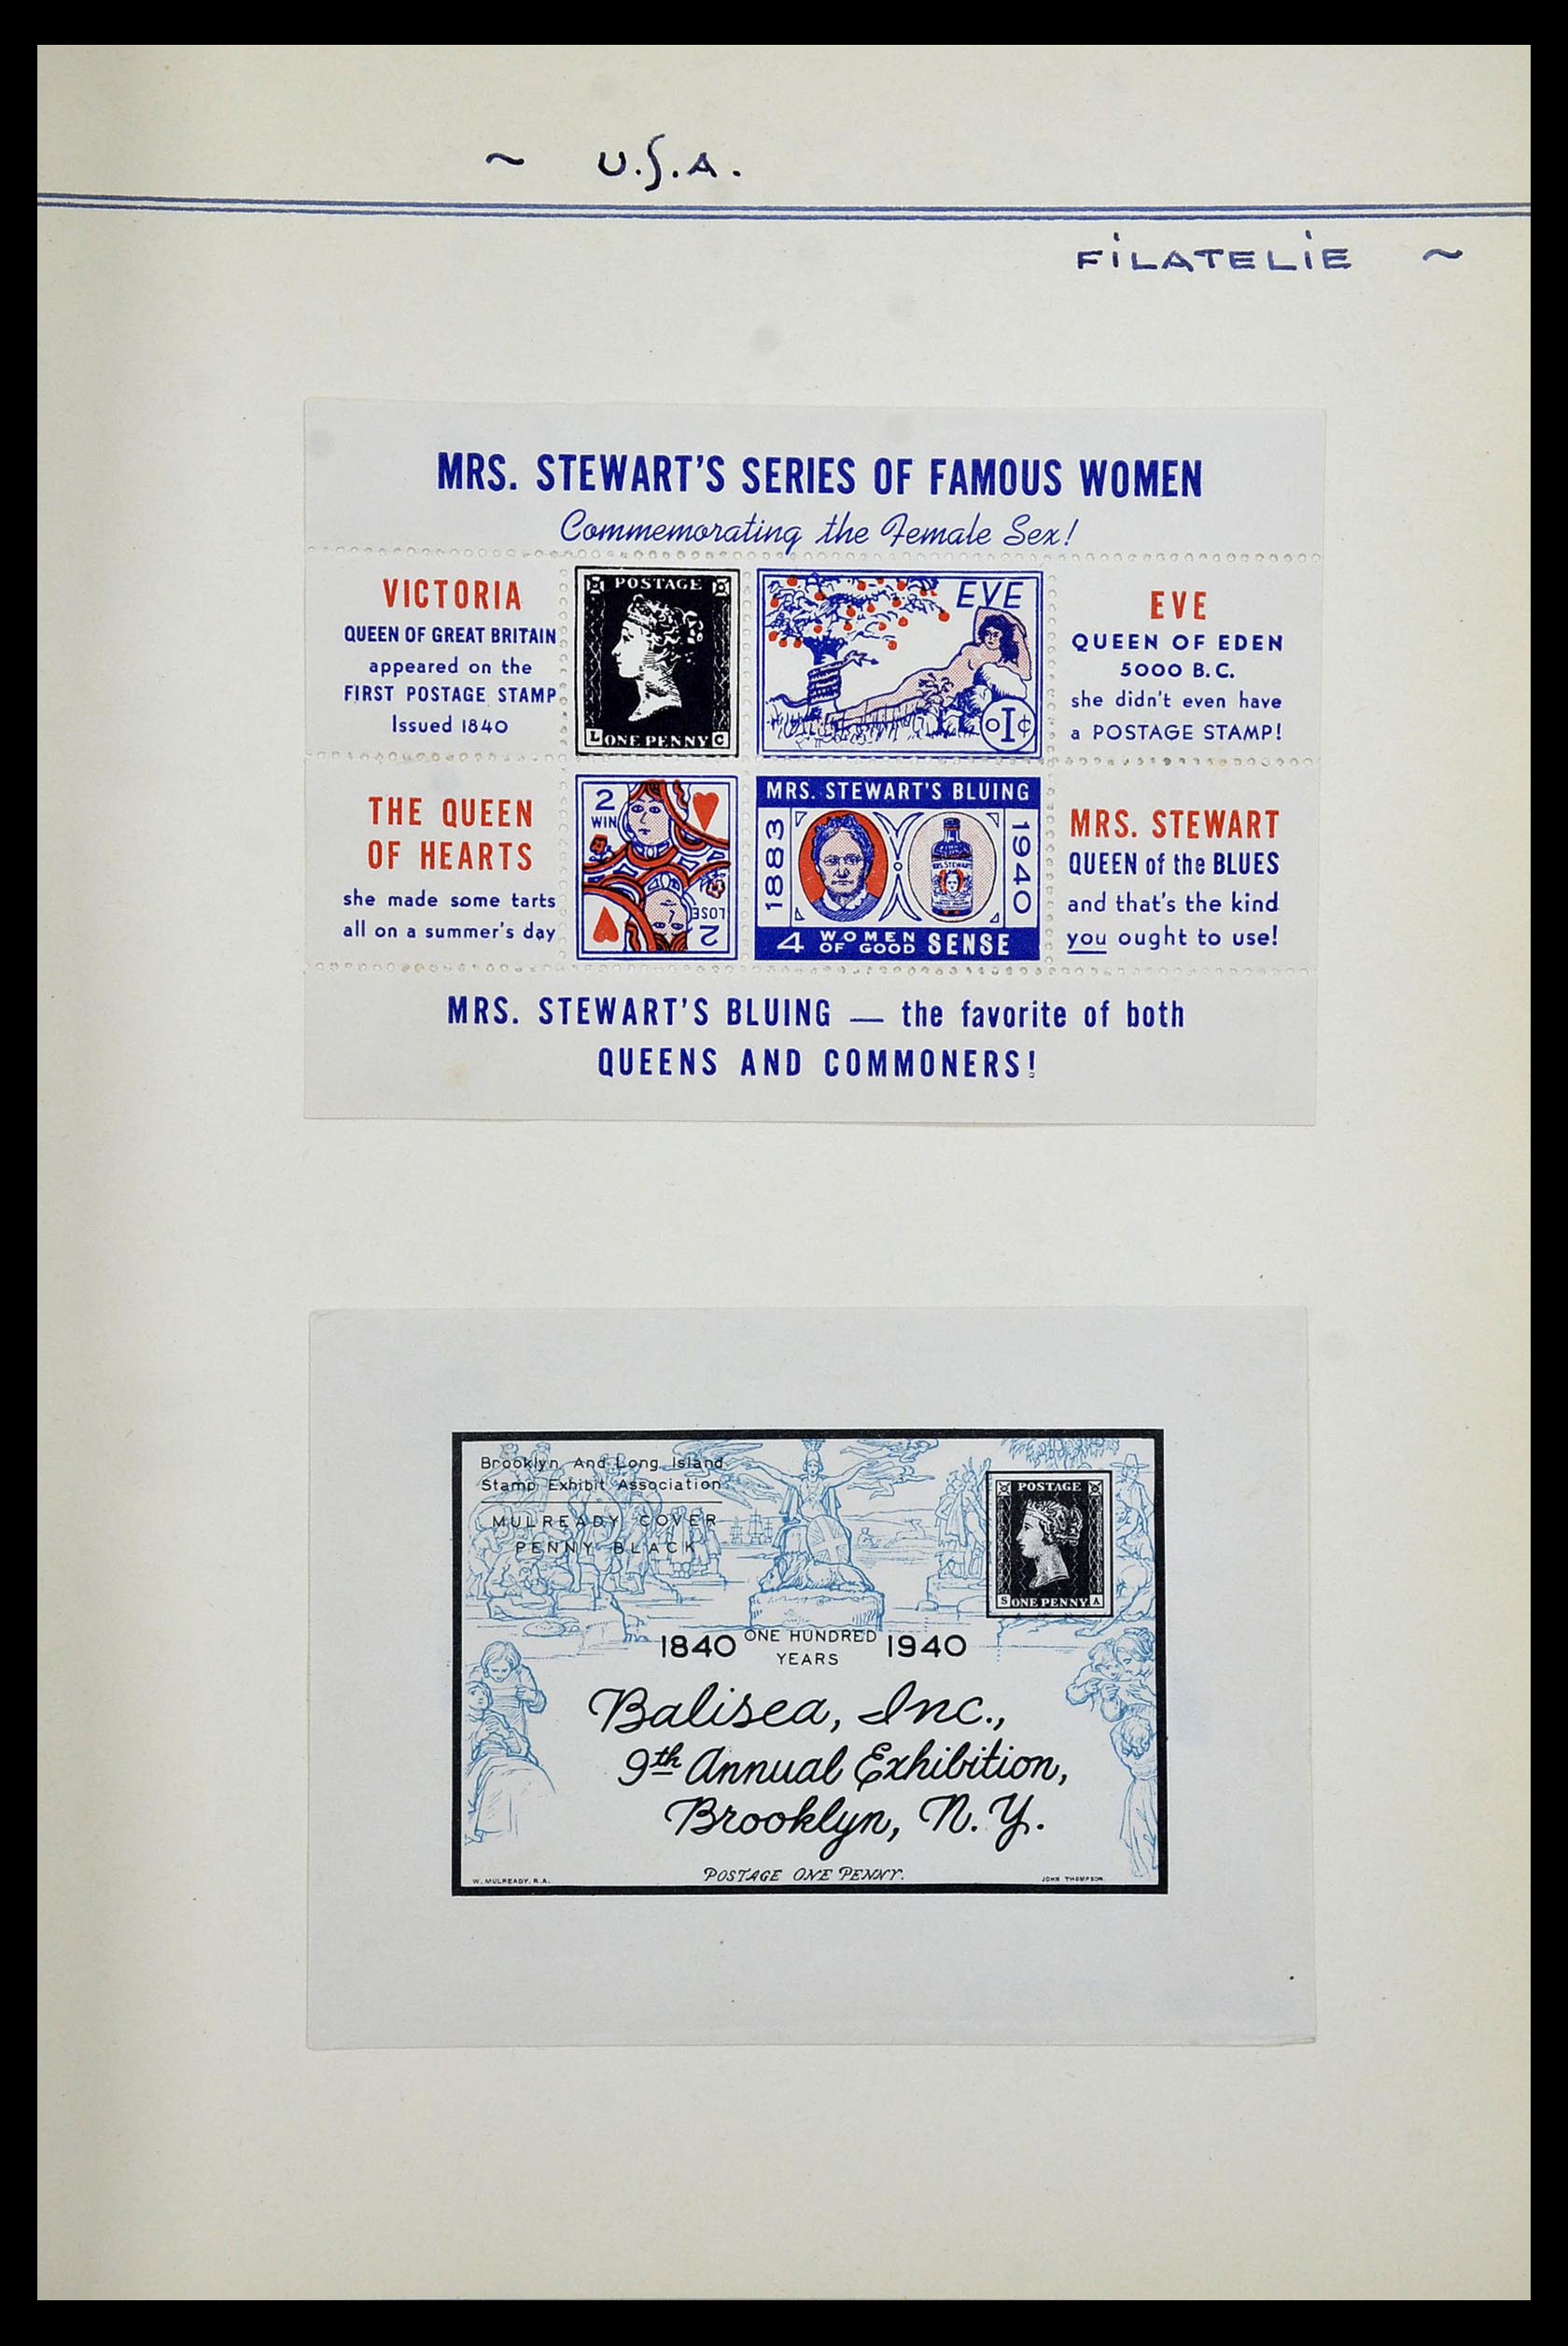 ~ U.S.A.
FiLATELiE ~
MRS. STEWART'S SERIES OF FAMOUS WOMEN
Commemorating the Female Sex!
VICTORIA
QUEEN OF GREAT BRITAIN
appeared on the
FIRST POSTAGE STAMP
Issued 1840
POSTAGE
L ONE PENNY C
EVE
1¢
EVE
QUEEN OF EDEN
5000 B.C.
she didn't even have
a POSTAGE STAMP!
THE QUEEN
OF HEARTS
she made some tarts
all on a summer's day
2
WIN
LOSE
2
MRS. STEWART'S BLUING
1883
MRS. STEWART'S
1940
4 WOMEN OF GOOD SENSE
MRS. STEWART
QUEEN of the BLUES
and that's the kind
you ought to use!
MRS. STEWART'S BLUING — the favorite of both
QUEENS AND COMMONERS!
Brooklyn And Long Island
Stamp Exhibit Association
MULREADY COVER
PENNY BLACK
POSTAGE
S ONE PENNY A
1840 ONE HUNDRED YEARS 1940
Balisea, Inc.,
9th Annual Exhibition,
Brooklyn, N.Y.
POSTAGE ONE PENNY.
W. MULREADY. R.A.
JOHN THOMPSON.